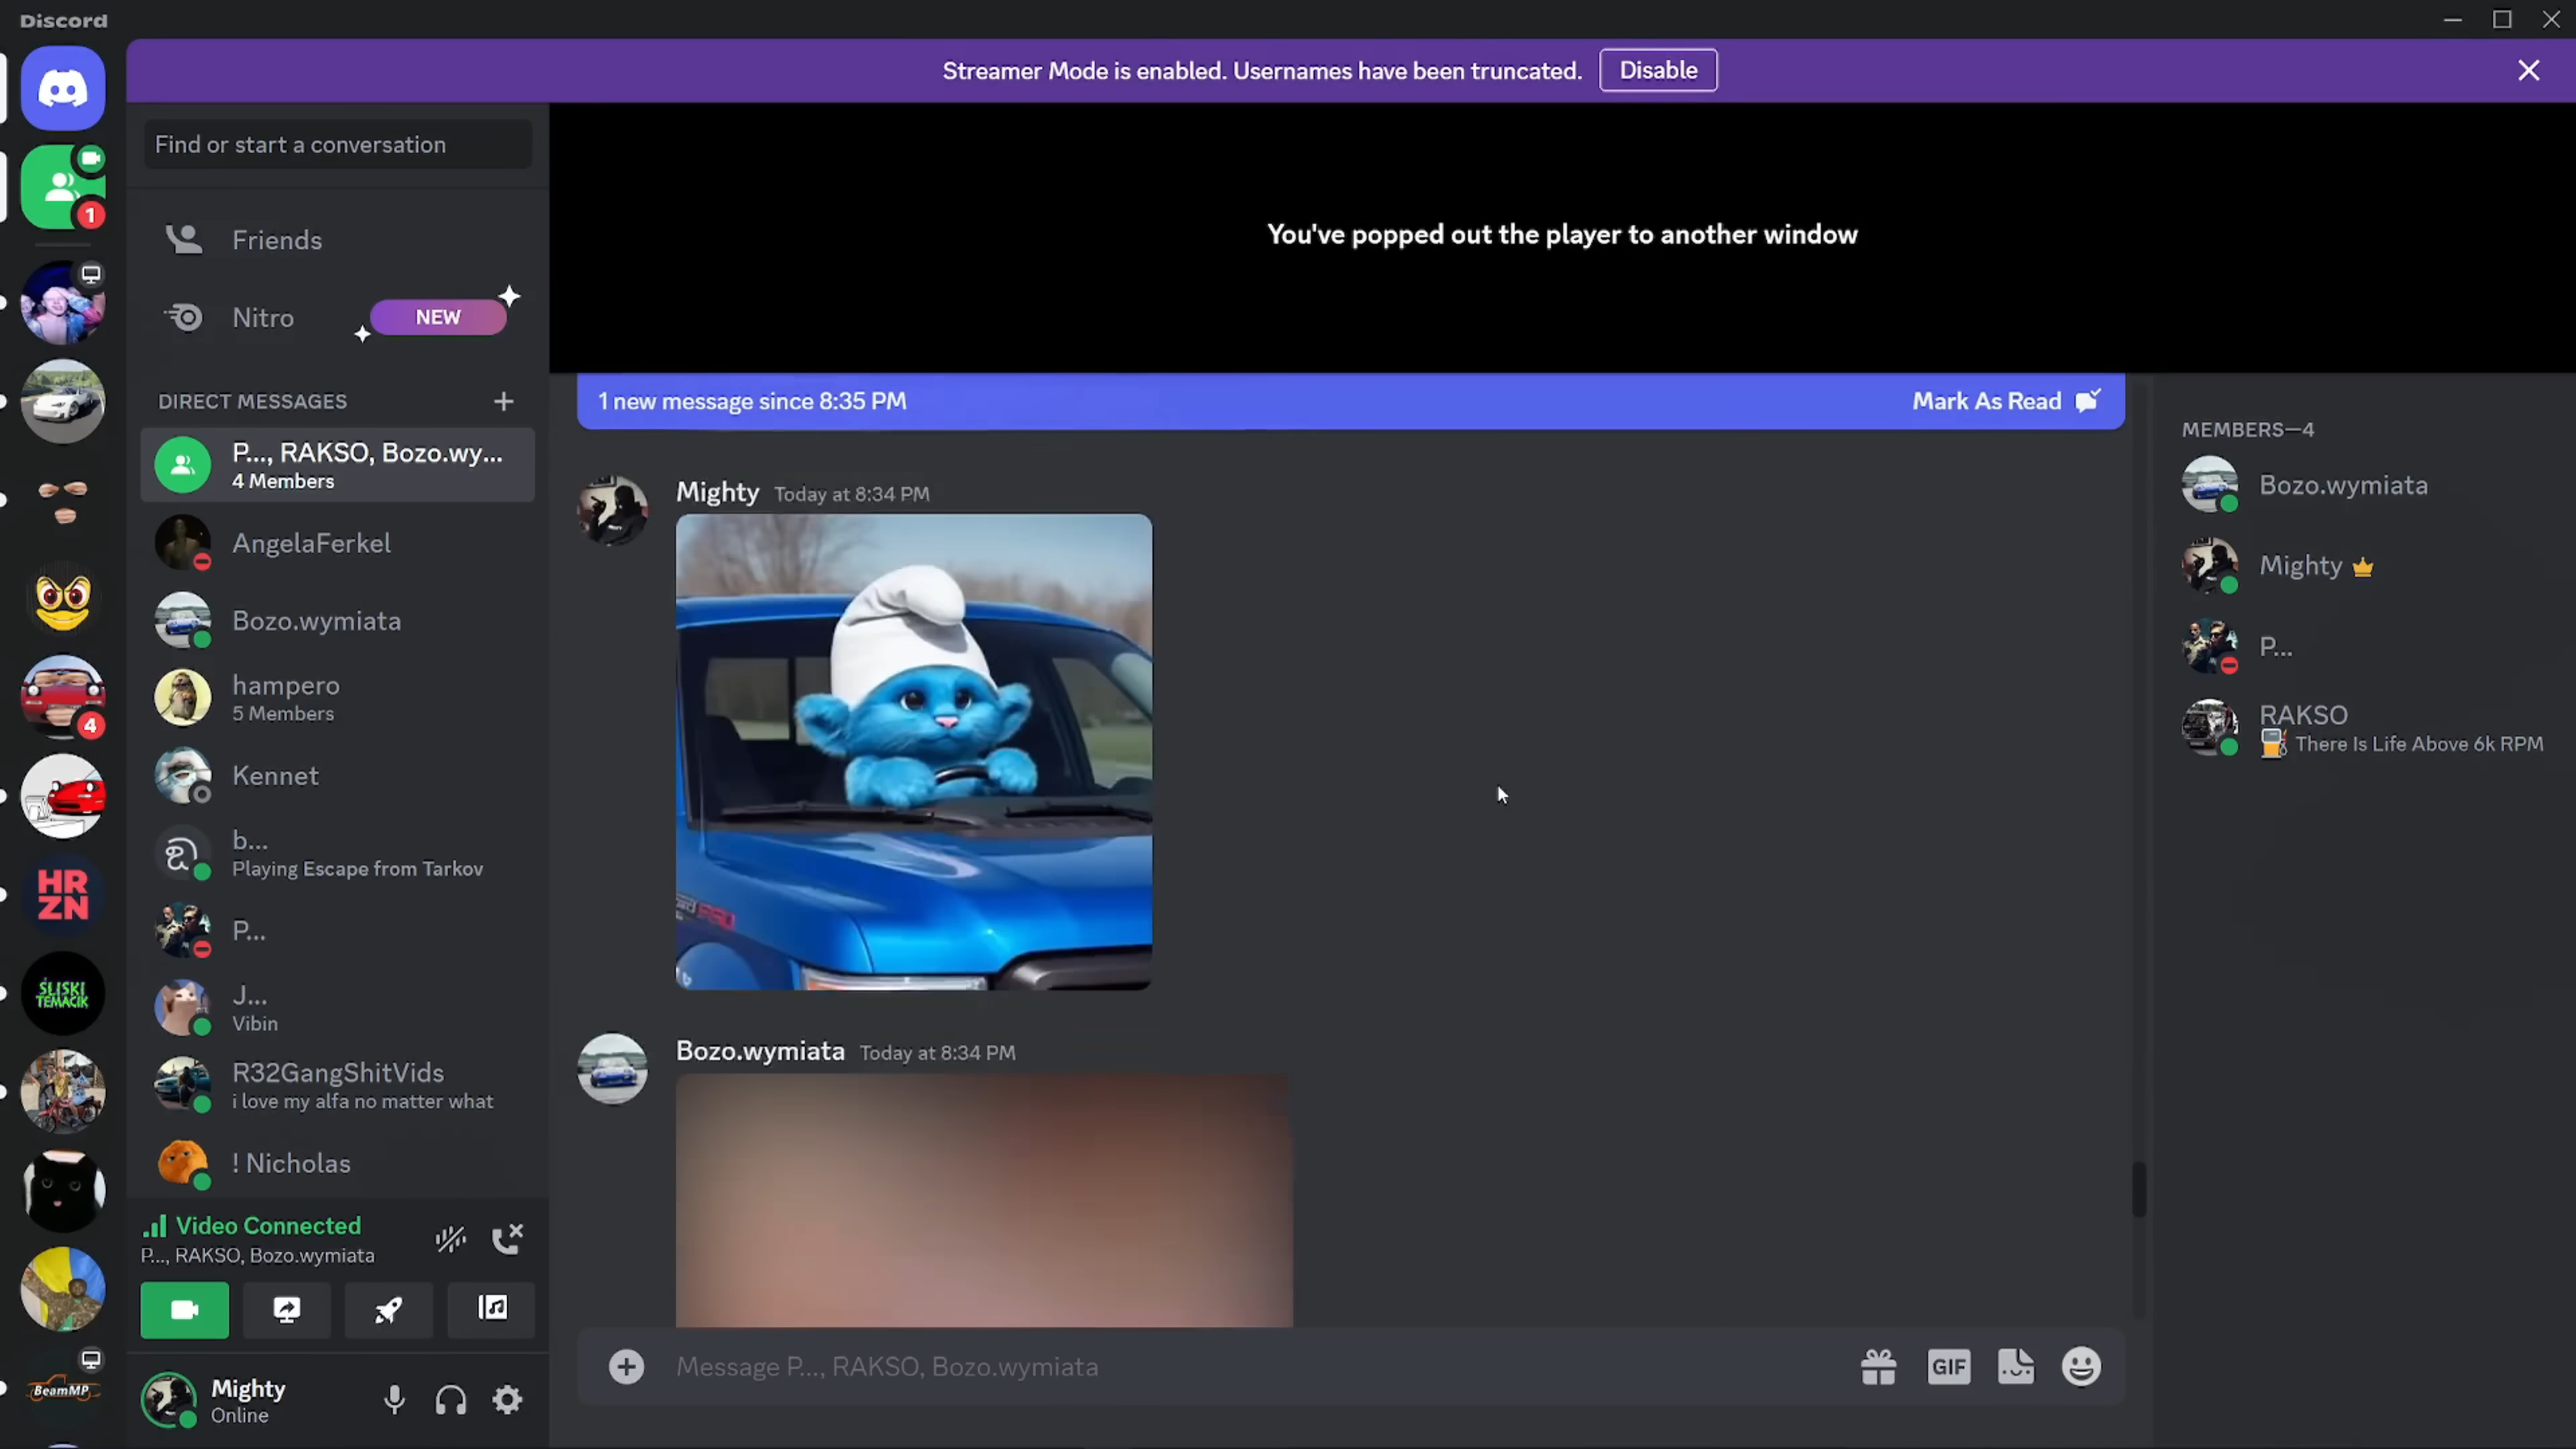 Discord
Streamer Mode is enabled. Usernames have been truncated.
Disable
Find or start a conversation
Friends
Nitro
NEW
DIRECT MESSAGES
P..., RAKSO, Bozo.wy...
4 Members
AngelaFerkel
Bozo.wymiata
hampero
5 Members
Kennet
b...
Playing Escape from Tarkov
P...
J...
Vibin
R32GangShitVids
i love my alfa no matter what
! Nicholas
Video Connected
P..., RAKSO, Bozo.wymiata
Mighty
Online
1
4
HR
ZN
ŚLISKI
TEMACIK
BeamMP
You've popped out the player to another window
1 new message since 8:35 PM
Mark As Read
Mighty Today at 8:34 PM
Bozo.wymiata Today at 8:34 PM
Message P..., RAKSO, Bozo.wymiata
GIF
MEMBERS—4
Bozo.wymiata
Mighty
P...
RAKSO
There Is Life Above 6k RPM